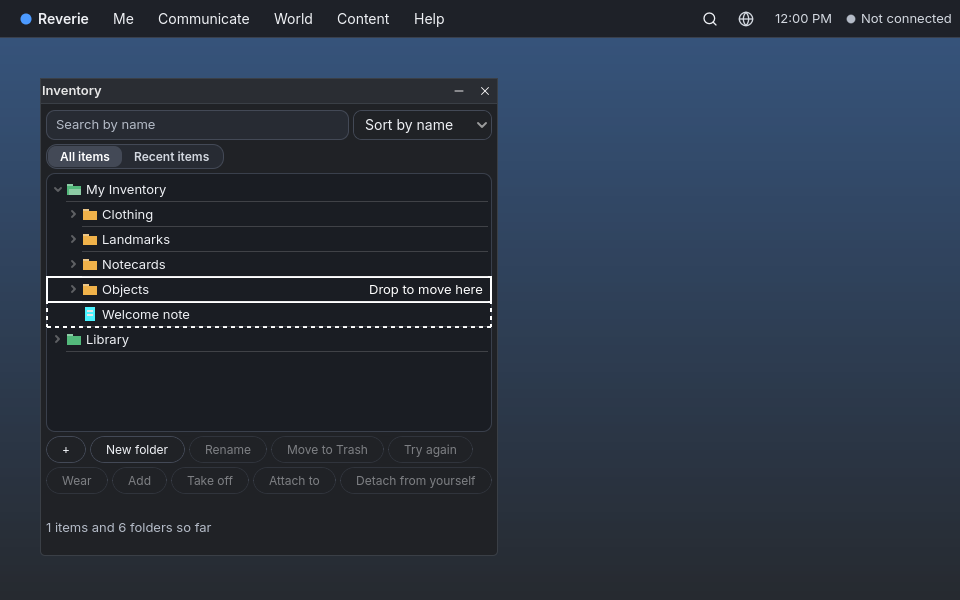 Reverie Me Communicate World Content Help 12:00 PM Not connected
Inventory
Search by name Sort by name
All items Recent items
My Inventory
Clothing
Landmarks
Notecards
Objects Drop to move here
Welcome note
Library
+ New folder Rename Move to Trash Try again
Wear Add Take off Attach to Detach from yourself
1 items and 6 folders so far